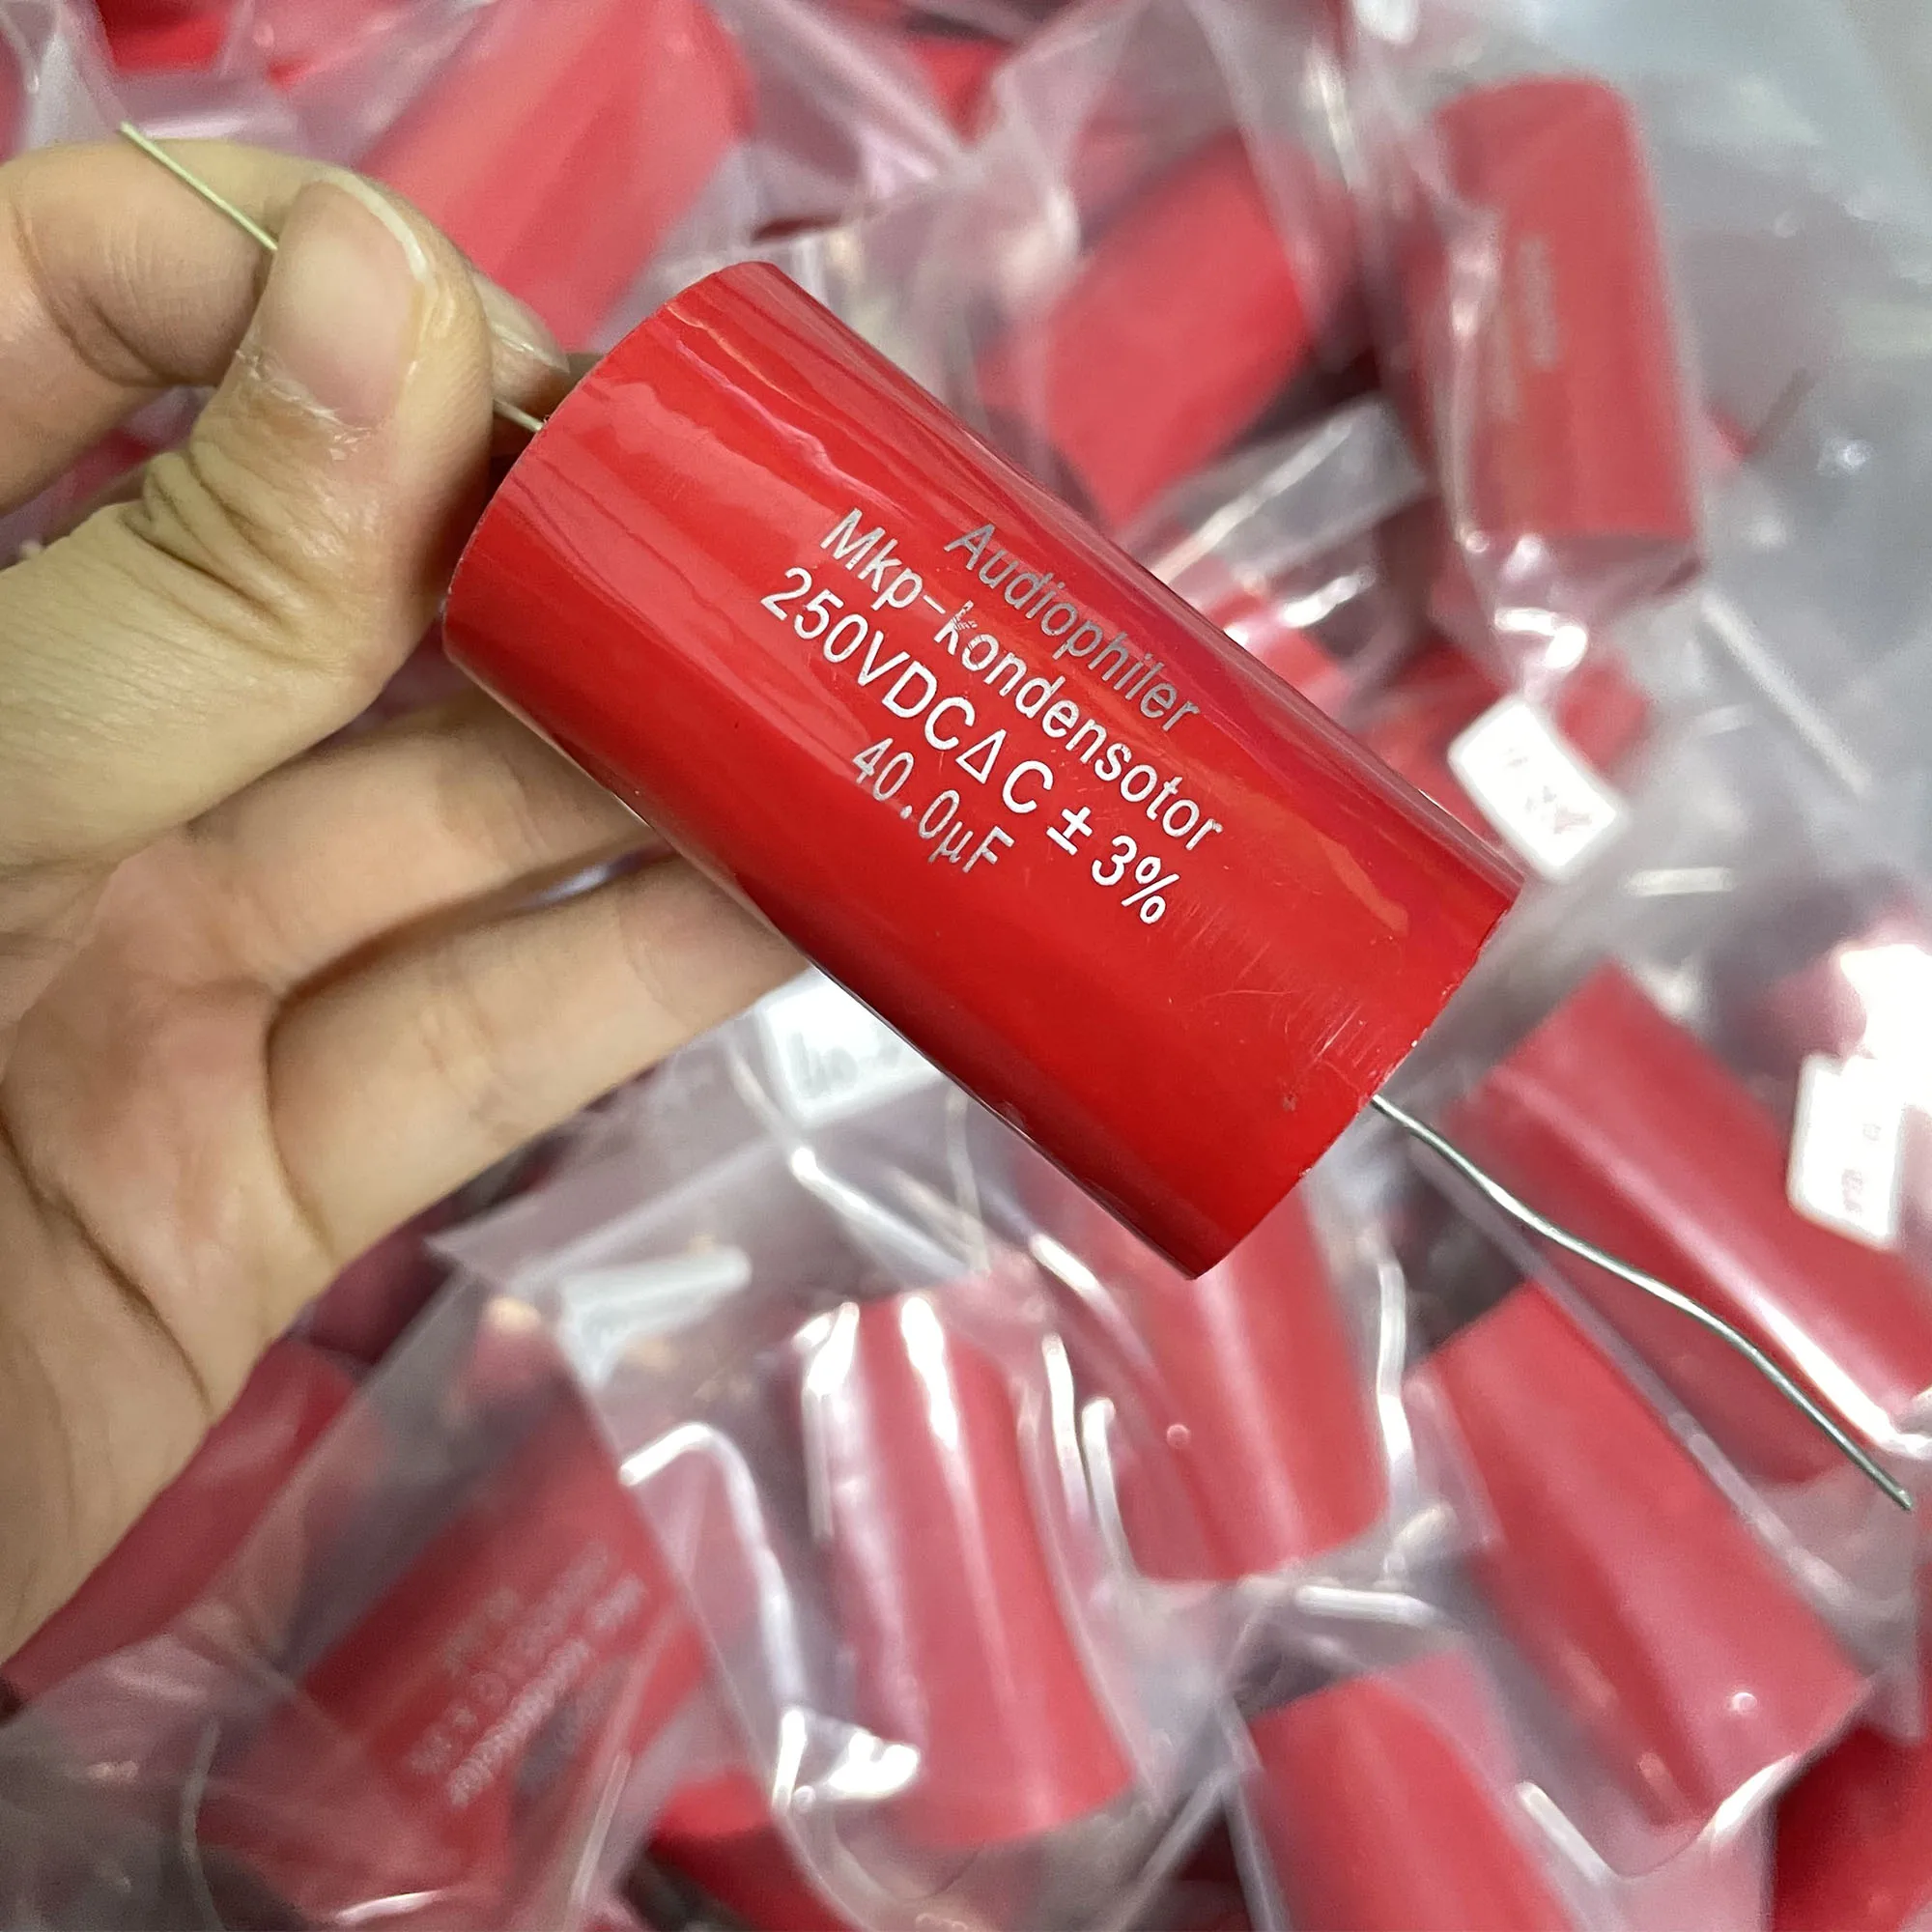 Audiophiler
Mkp-kondensotor
250VDCΔC±3%
40.0µF